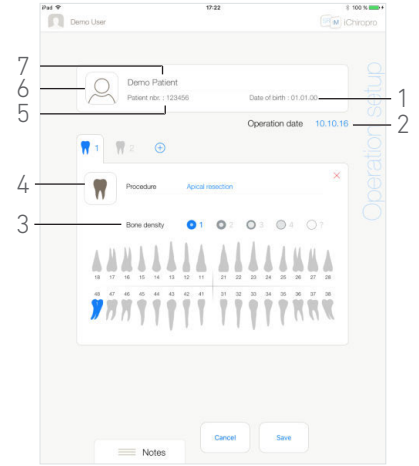 iPad 17:22 100 %
Demo User iM iChiropro
Operation setup
7 Demo Patient
6
5 Patient nbr. : 123456 Date of birth : 01.01.00 1
Operation date 10.10.16 2
1 2
4 Procedure Apical resection
3 Bone density 1 2 3 4 ?
18 17 16 15 14 13 12 11 21 22 23 24 25 26 27 28
48 47 46 45 44 43 42 41 31 32 33 34 35 36 37 38
Cancel Save
Notes